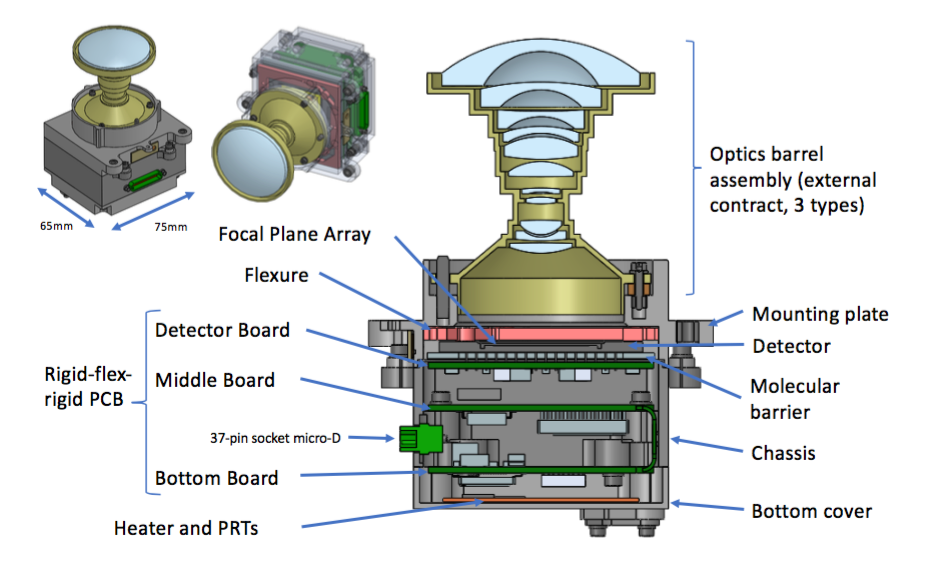 65mm
75mm
Optics barrel
assembly (external
contract, 3 types)
Focal Plane Array
Flexure
Detector Board
Rigid-flex-
rigid PCB
Middle Board
37-pin socket micro-D
Bottom Board
Heater and PRTs
Mounting plate
Detector
Molecular
barrier
Chassis
Bottom cover